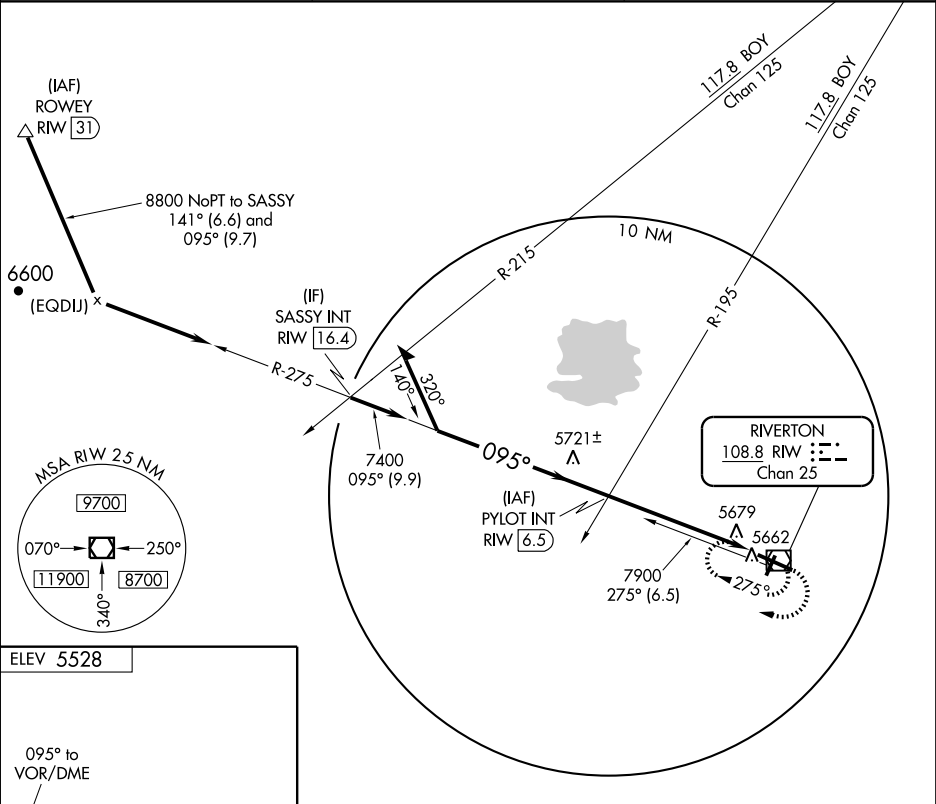 117.8 BOY
Chan 125
117.8 BOY
Chan 125
(IAF)
ROWEY
RIW 31
8800 NoPT to SASSY
141° (6.6) and
095° (9.7)
10 NM
R-215
6600
(EQDIJ)
(IF)
SASSY INT
RIW 16.4
R-195
R-275
320°
140°
7400
095° (9.9)
095°
5721±
RIVERTON
108.8 RIW
Chan 25
(IAF)
PYLOT INT
RIW 6.5
5679
5662
7900
275° (6.5)
275°
MSA RIW 25 NM
9700
070°
250°
11900
8700
340°
ELEV 5528
095° to
VOR/DME